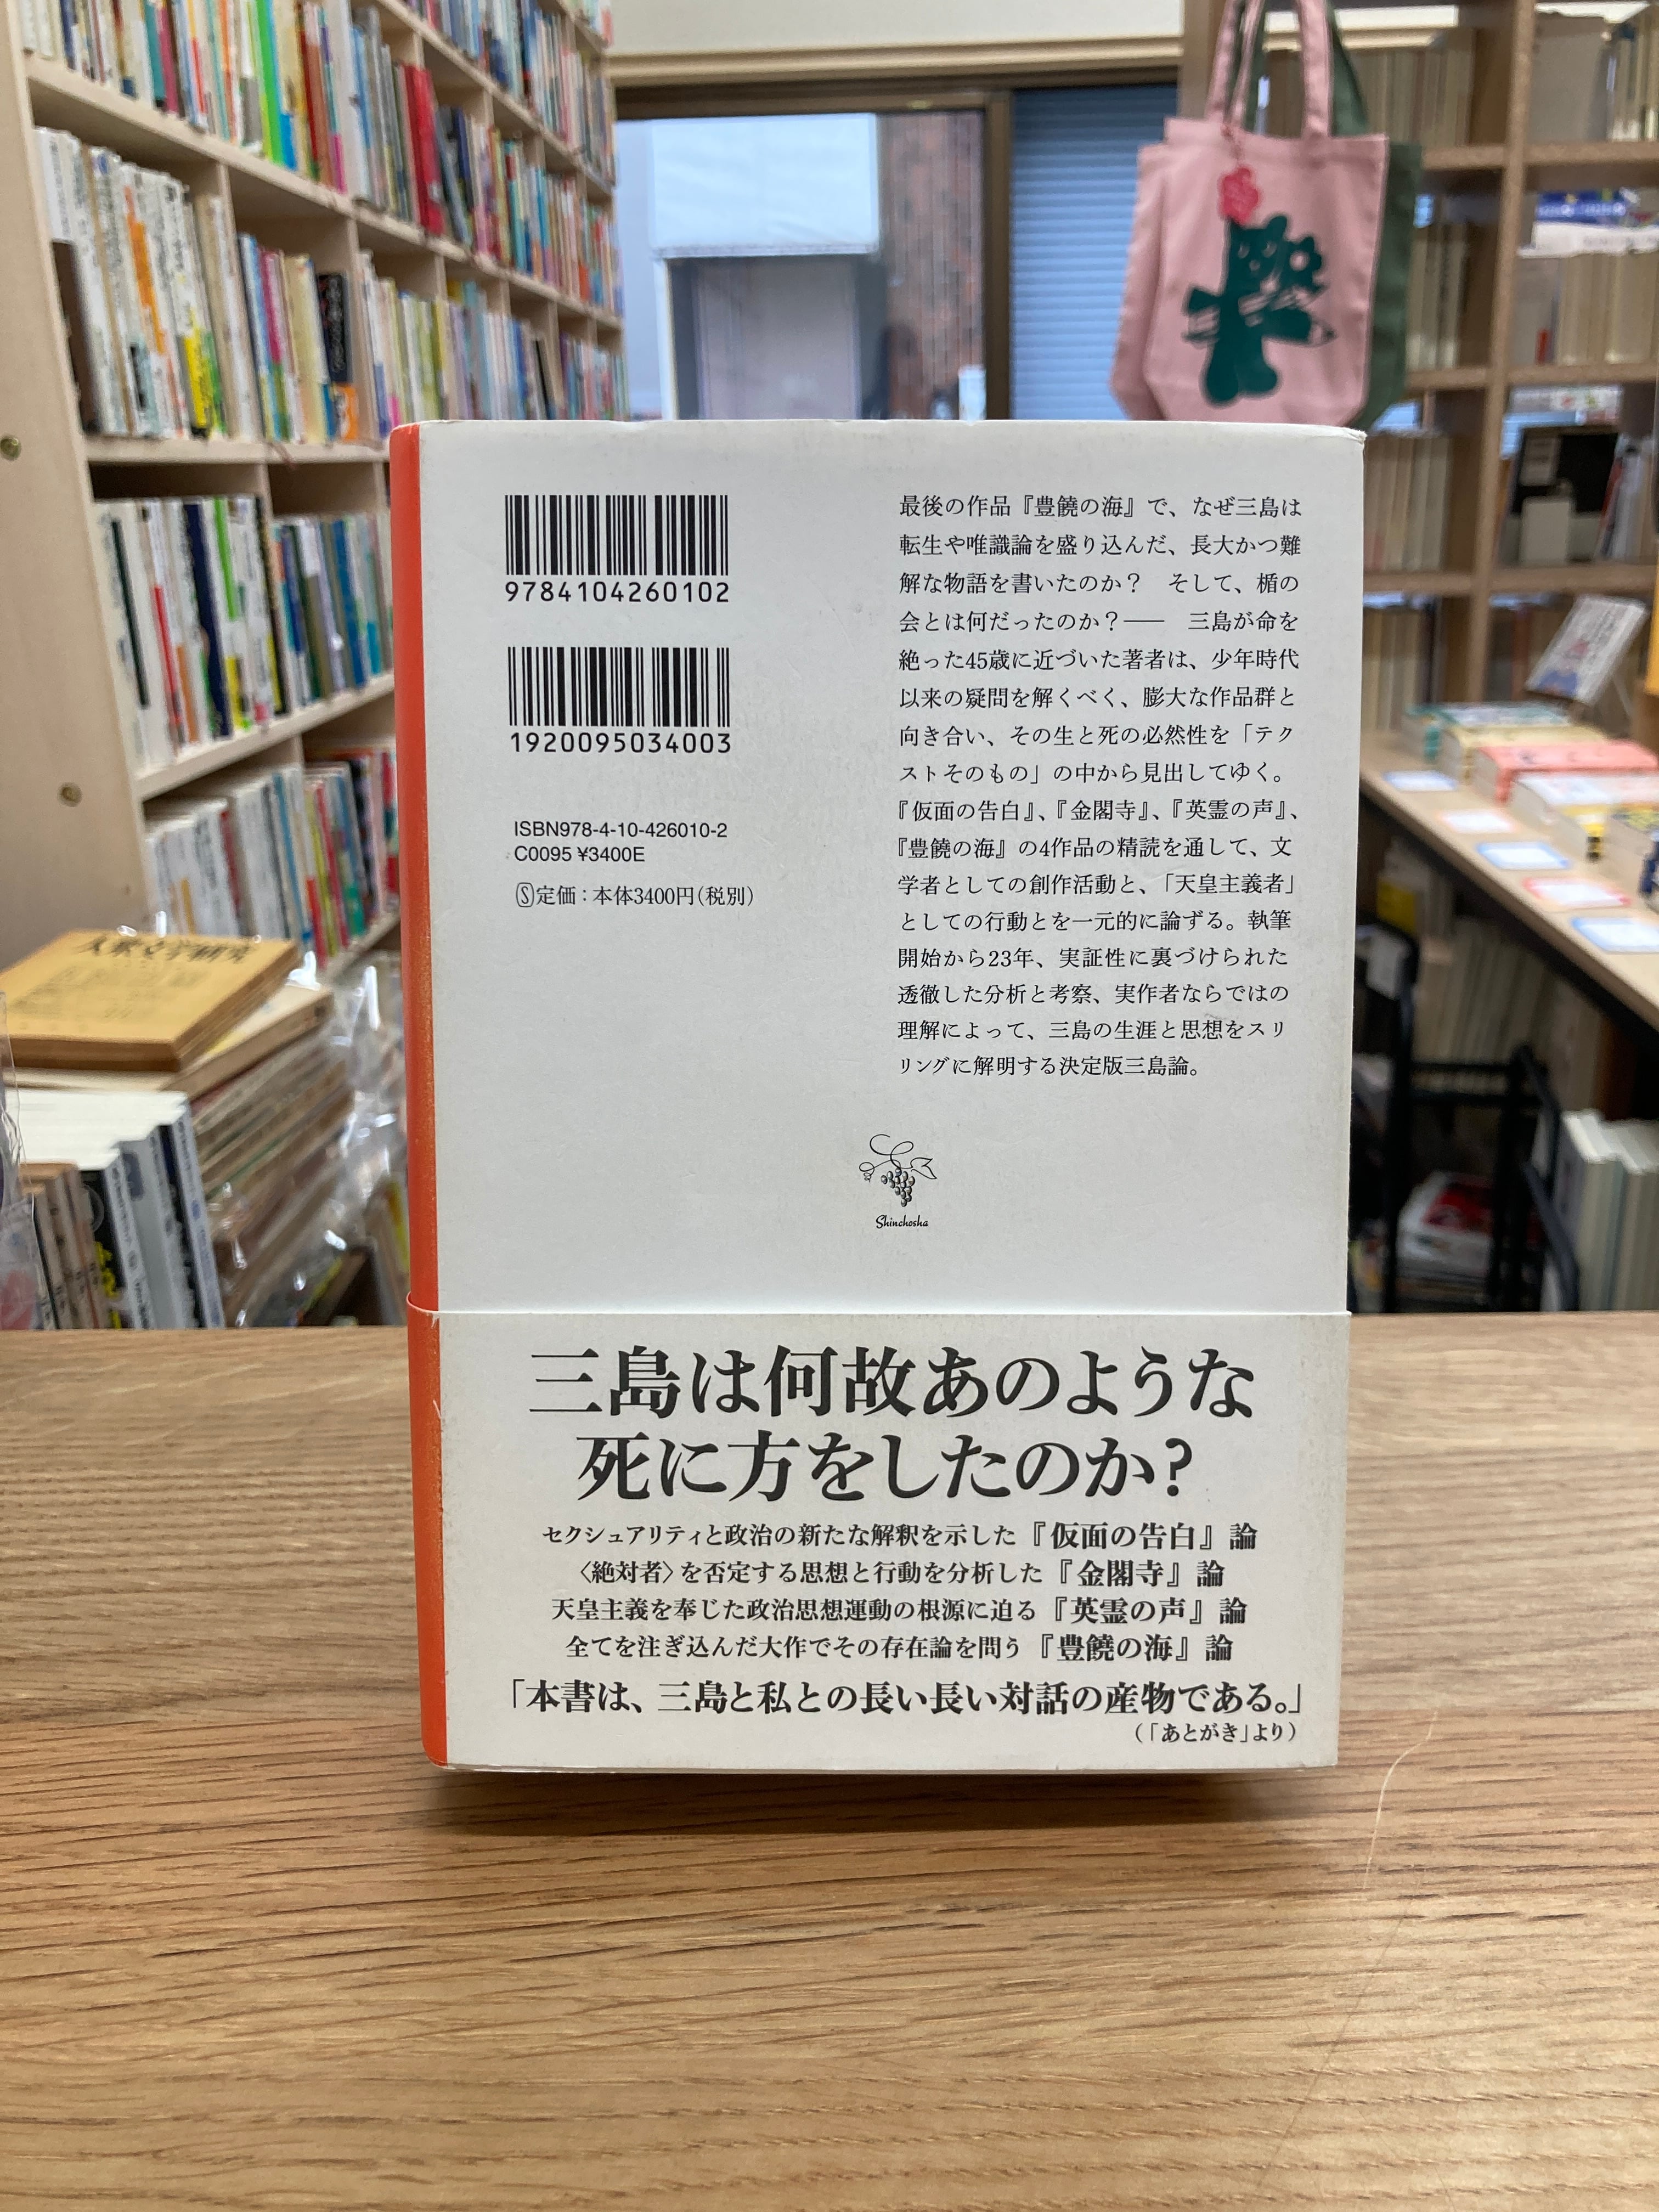 9784104260102
1920095034003
ISBN978-4-10-426010-2
C0095 ¥3400E
Ⓢ定価：本体3400円(税別)
最後の作品『豊饒の海』で、なぜ三島は
転生や唯識論を盛り込んだ、長大かつ難
解な物語を書いたのか？　そして、楯の
会とは何だったのか？――　三島が命を
絶った45歳に近づいた著者は、少年時代
以来の疑問を解くべく、膨大な作品群と
向き合い、その生と死の必然性を「テク
ストそのもの」の中から見出してゆく。
『仮面の告白』、『金閣寺』、『英霊の声』、
『豊饒の海』の4作品の精読を通して、文
学者としての創作活動と、「天皇主義者」
としての行動とを一元的に論ずる。執筆
開始から23年、実証性に裏づけられた
透徹した分析と考察、実作者ならではの
理解によって、三島の生涯と思想をスリ
リングに解明する決定版三島論。
Shinchosha
三島は何故あのような
死に方をしたのか?
セクシュアリティと政治の新たな解釈を示した『仮面の告白』論
〈絶対者〉を否定する思想と行動を分析した『金閣寺』論
天皇主義を奉じた政治思想運動の根源に迫る『英霊の声』論
全てを注ぎ込んだ大作でその存在論を問う『豊饒の海』論
「本書は、三島と私との長い長い対話の産物である。」
（「あとがき」より）
大衆文学研究